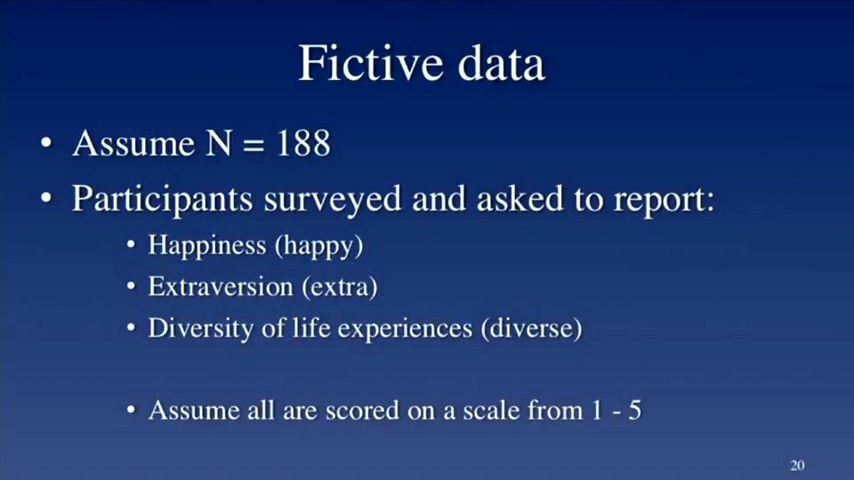 Fictive data
• Assume N = 188
• Participants surveyed and asked to report:
• Happiness (happy)
• Extraversion (extra)
• Diversity of life experiences (diverse)
• Assume all are scored on a scale from 1 - 5
20